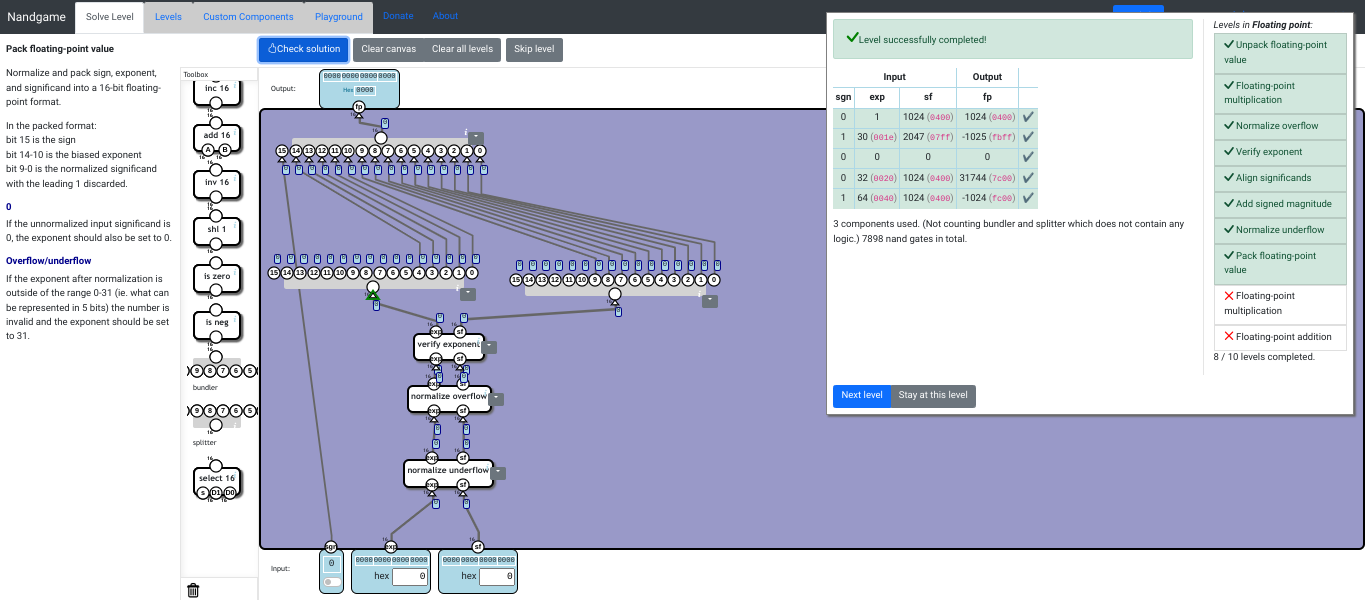 Nandgame
Solve Level
Levels
Custom Components
Playground
Donate
About
Pack floating-point value
Normalize and pack sign, exponent,
and significand into a 16-bit floating-
point format.
In the packed format:
bit 15 is the sign
bit 14-10 is the biased exponent
bit 9-0 is the normalized significand
with the leading 1 discarded.
0
If the unnormalized input significand is
0, the exponent should also be set to 0.
Overflow/underflow
If the exponent after normalization is
outside of the range 0-31 (ie. what can
be represented in 5 bits) the number is
invalid and the exponent should be set
to 31.
Check solution
Clear canvas
Clear all levels
Skip level
Toolbox
inc 16
16
add 16
A B
16 16
16
inv 16
16
shl 1
16
is zero
16
is neg
16
9 8 7 6 5
bundler
9 8 7 6 5
splitter
16
select 16
s D1 D0
16 16
Output:
0000 0000 0000 0000
Hex 0000
fp
15 14 13 12 11 10 9 8 7 6 5 4 3 2 1 0
15 14 13 12 11 10 9 8 7 6 5 4 3 2 1 0
15 14 13 12 11 10 9 8 7 6 5 4 3 2 1 0
exp sf
verify exponent
exp sf
exp sf
normalize overflow
exp sf
exp sf
normalize underflow
exp sf
sgn exp sf
Input:
0
0000 0000 0000 0000
hex 0
0000 0000 0000 0000
hex 0
Level successfully completed!
Input Output
sgn exp sf fp
0 1 1024 (0400) 1024 (0400) ✔
1 30 (001e) 2047 (07ff) -1025 (fbff) ✔
0 0 0 0 ✔
0 32 (0020) 1024 (0400) 31744 (7c00) ✔
1 64 (0040) 1024 (0400) -1024 (fc00) ✔
3 components used. (Not counting bundler and splitter which does not contain any
logic.) 7898 nand gates in total.
Next level
Stay at this level
Levels in Floating point:
Unpack floating-point
value
Floating-point
multiplication
Normalize overflow
Verify exponent
Align significands
Add signed magnitude
Normalize underflow
Pack floating-point
value
Floating-point
multiplication
Floating-point addition
8 / 10 levels completed.